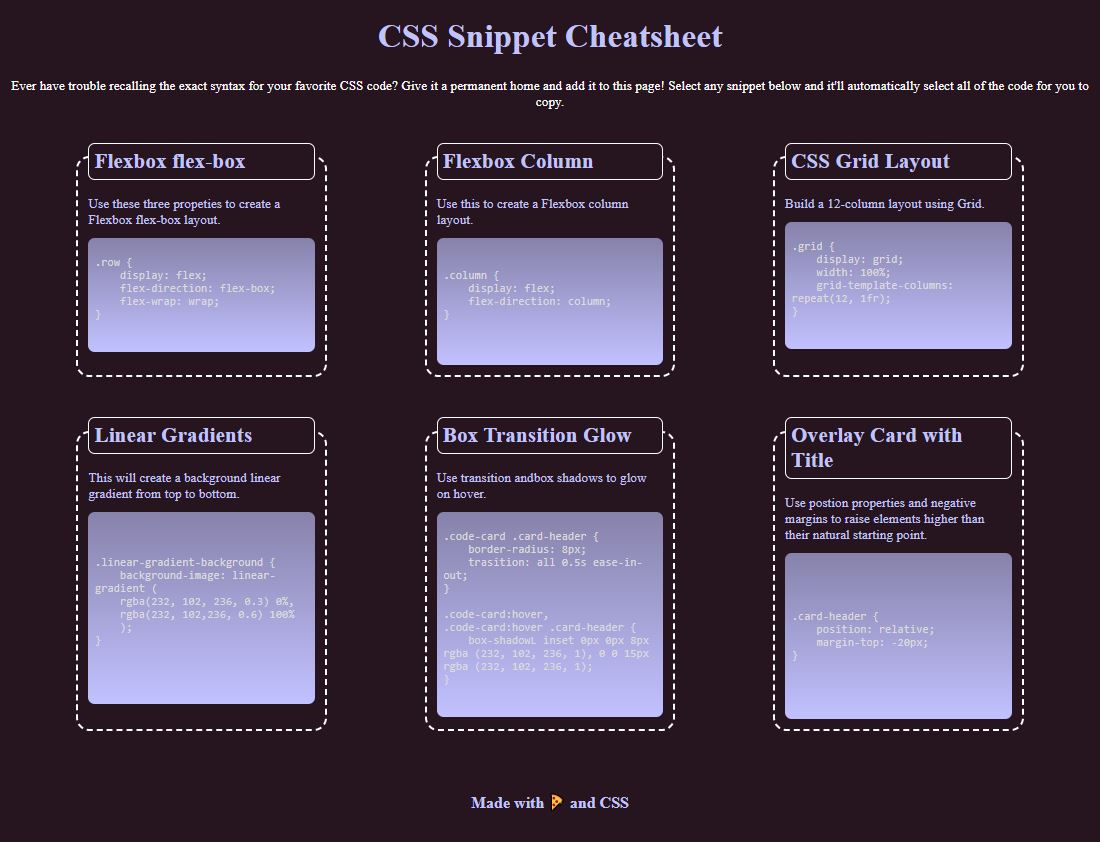 CSS Snippet Cheatsheet
Ever have trouble recalling the exact syntax for your favorite CSS code? Give it a permanent home and add it to this page! Select any snippet below and it'll automatically select all of the code for you to
copy.
Flexbox flex-box
Use these three propeties to create a
Flexbox flex-box layout.
.row {
    display: flex;
    flex-direction: flex-box;
    flex-wrap: wrap;
}
Flexbox Column
Use this to create a Flexbox column
layout.
.column {
    display: flex;
    flex-direction: column;
}
CSS Grid Layout
Build a 12-column layout using Grid.
.grid {
    display: grid;
    width: 100%;
    grid-template-columns:
repeat(12, 1fr);
}
Linear Gradients
This will create a background linear
gradient from top to bottom.
.linear-gradient-background {
    background-image: linear-
gradient (
    rgba(232, 102, 236, 0.3) 0%,
    rgba(232, 102,236, 0.6) 100%
    );
}
Box Transition Glow
Use transition andbox shadows to glow
on hover.
.code-card .card-header {
    border-radius: 8px;
    trasition: all 0.5s ease-in-
out;
}
.code-card:hover,
.code-card:hover .card-header {
    box-shadowL inset 0px 0px 8px
rgba (232, 102, 236, 1), 0 0 15px
rgba (232, 102, 236, 1);
}
Overlay Card with
Title
Use postion properties and negative
margins to raise elements higher than
their natural starting point.
.card-header {
    position: relative;
    margin-top: -20px;
}
Made with 🍕 and CSS